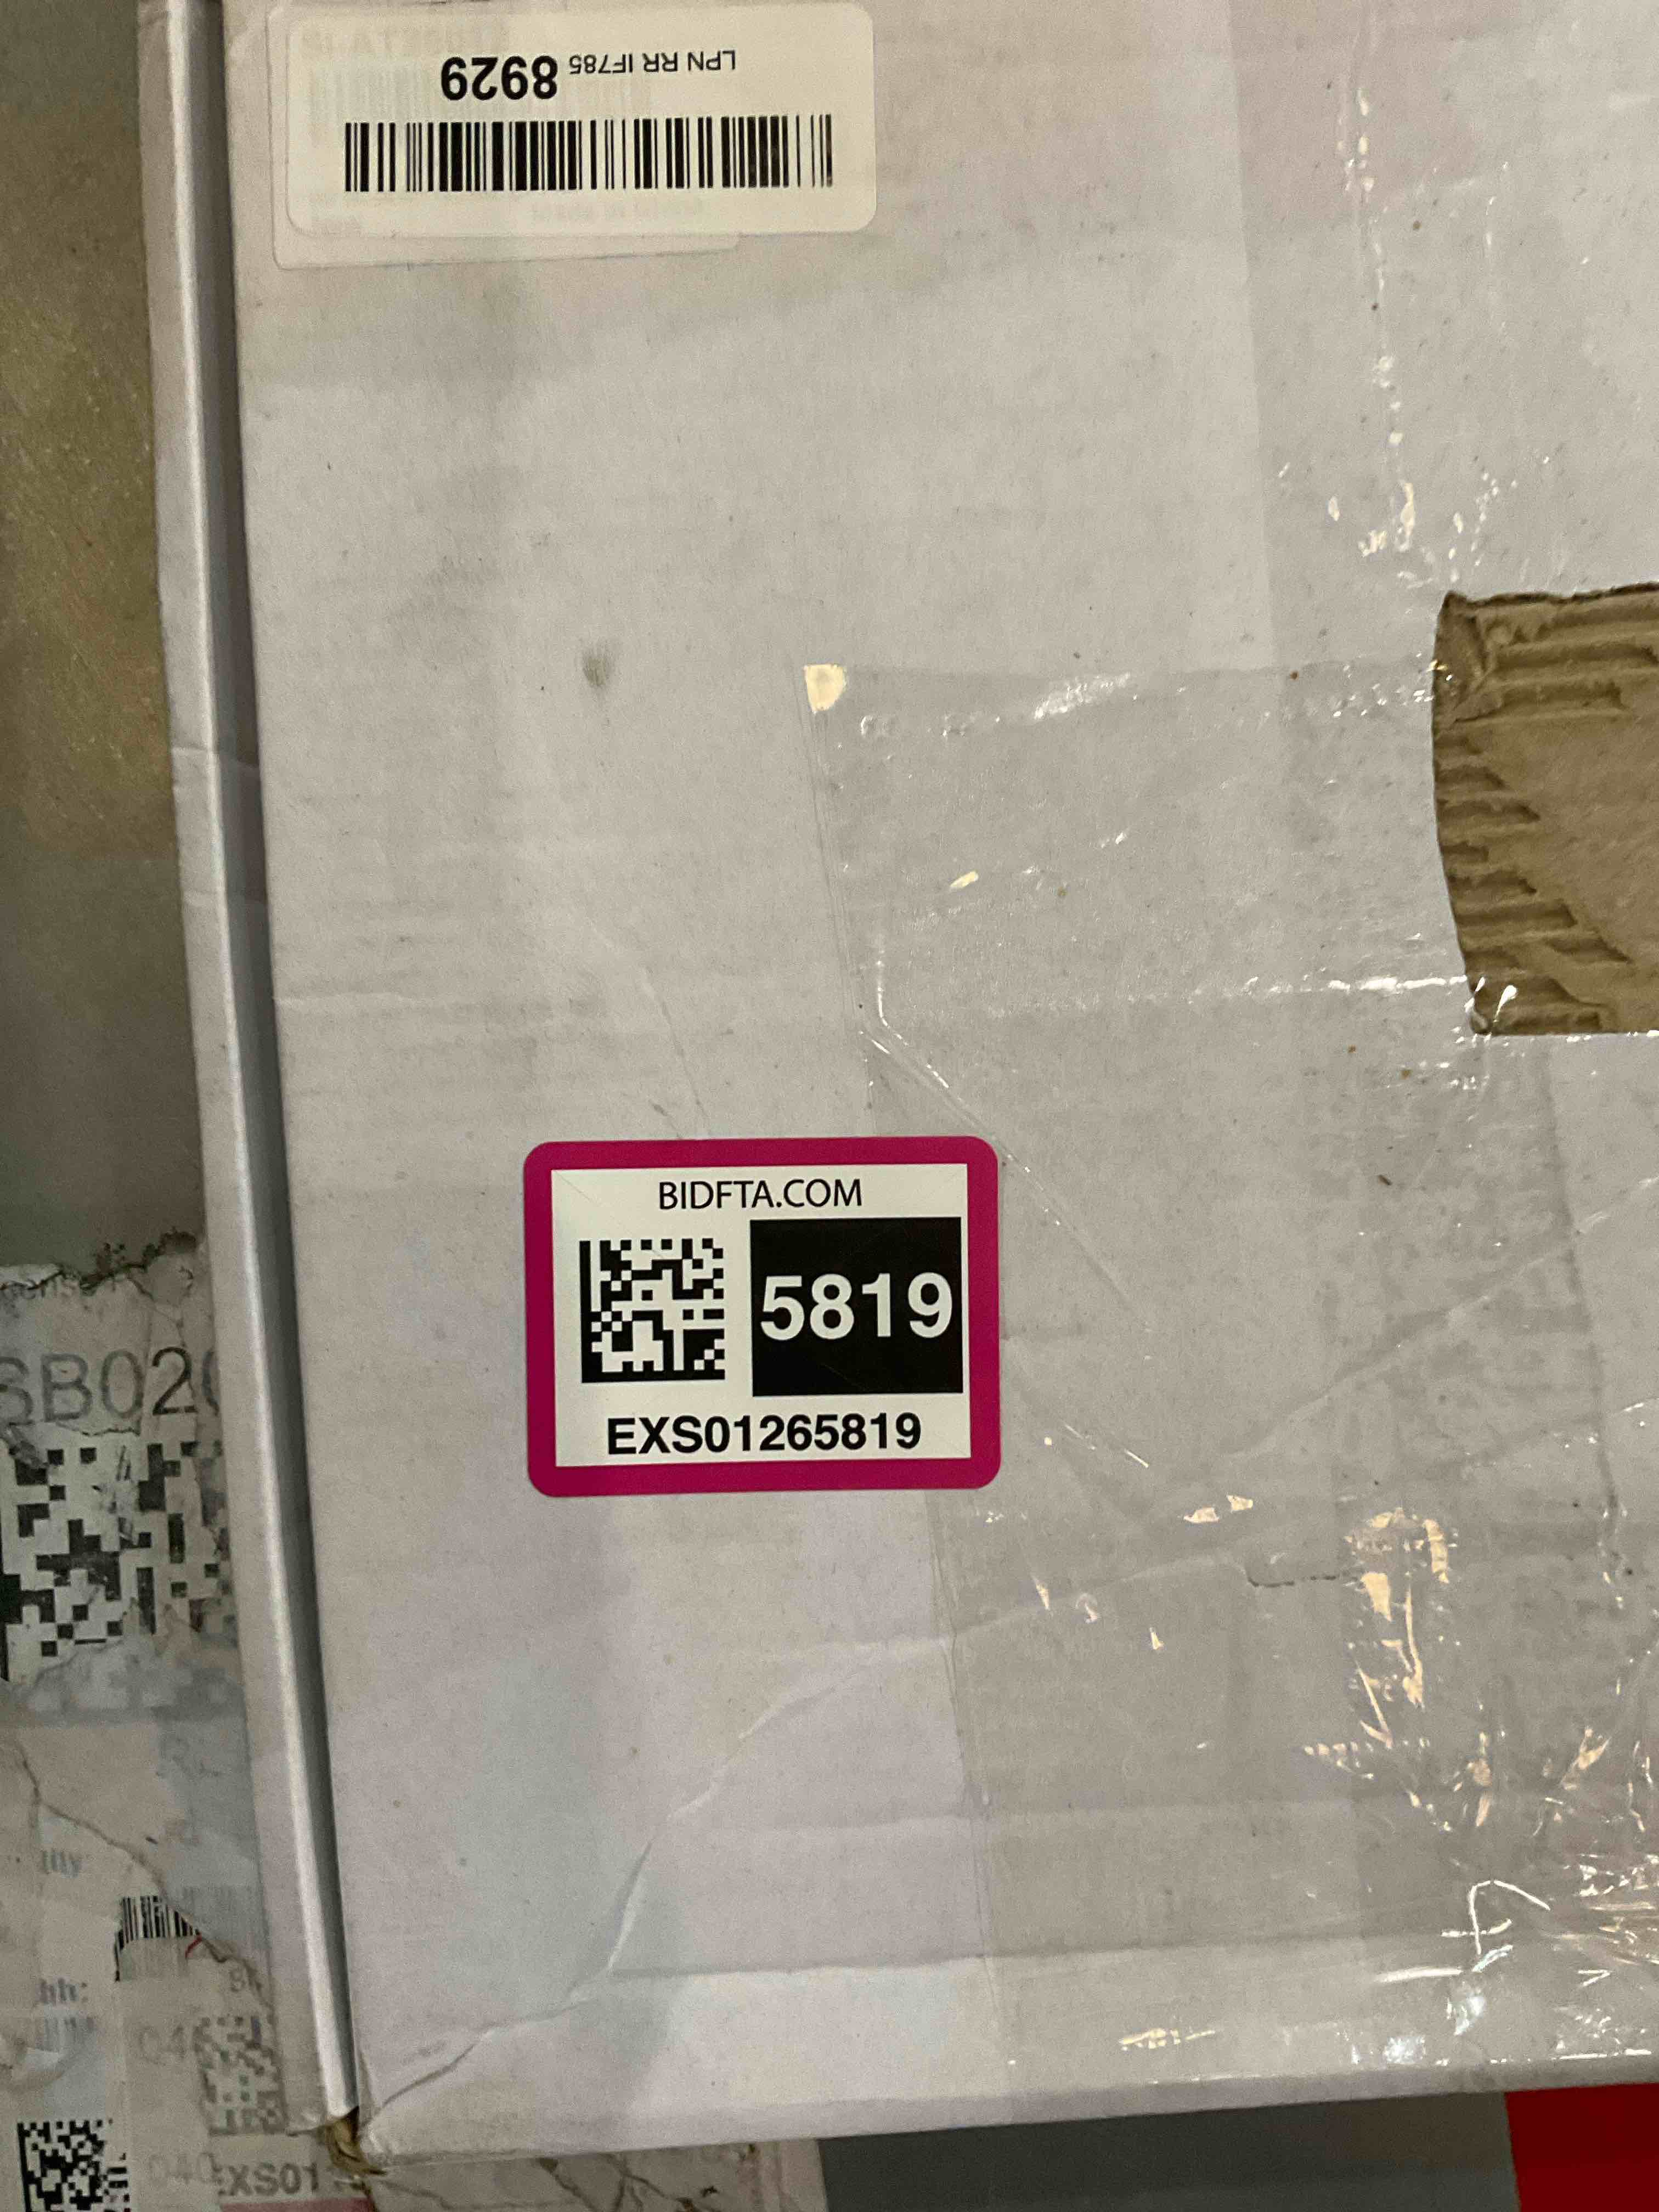 LPN RR IF785 8929
BIDFTA.COM
5819
EXS01265819
SB02
EXS01